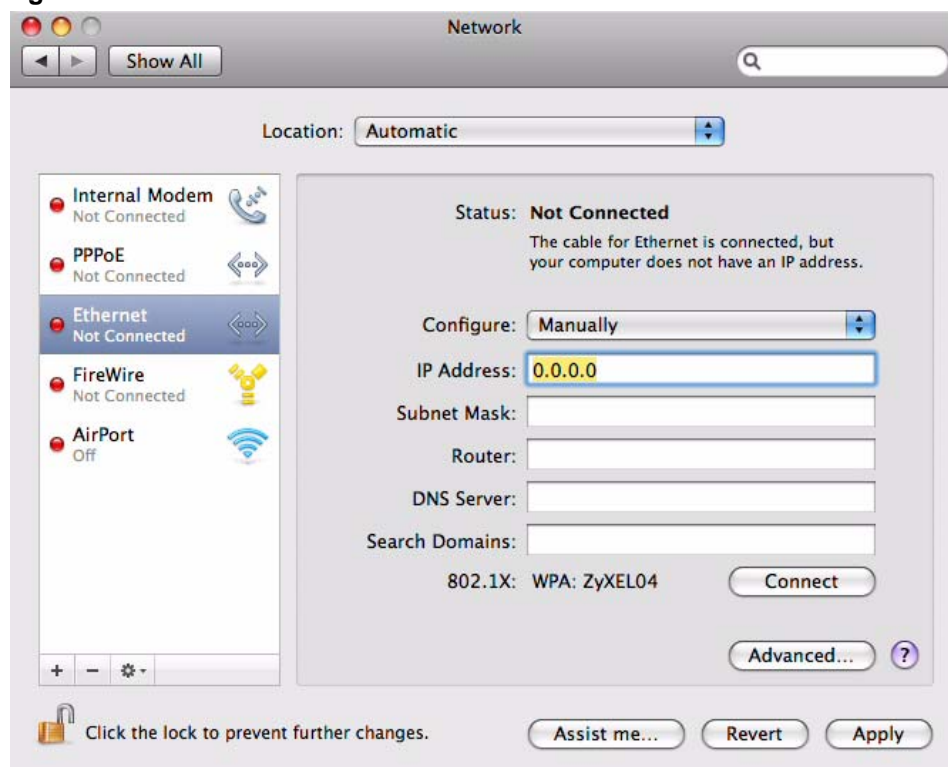 Network
Show All
Location: Automatic
Internal Modem
Not Connected
PPPoE
Not Connected
Ethernet
Not Connected
FireWire
Not Connected
AirPort
Off
Status: Not Connected
The cable for Ethernet is connected, but
your computer does not have an IP address.
Configure: Manually
IP Address: 0.0.0.0
Subnet Mask:
Router:
DNS Server:
Search Domains:
802.1X: WPA: ZyXEL04 Connect
Advanced... ?
Click the lock to prevent further changes.
Assist me... Revert Apply